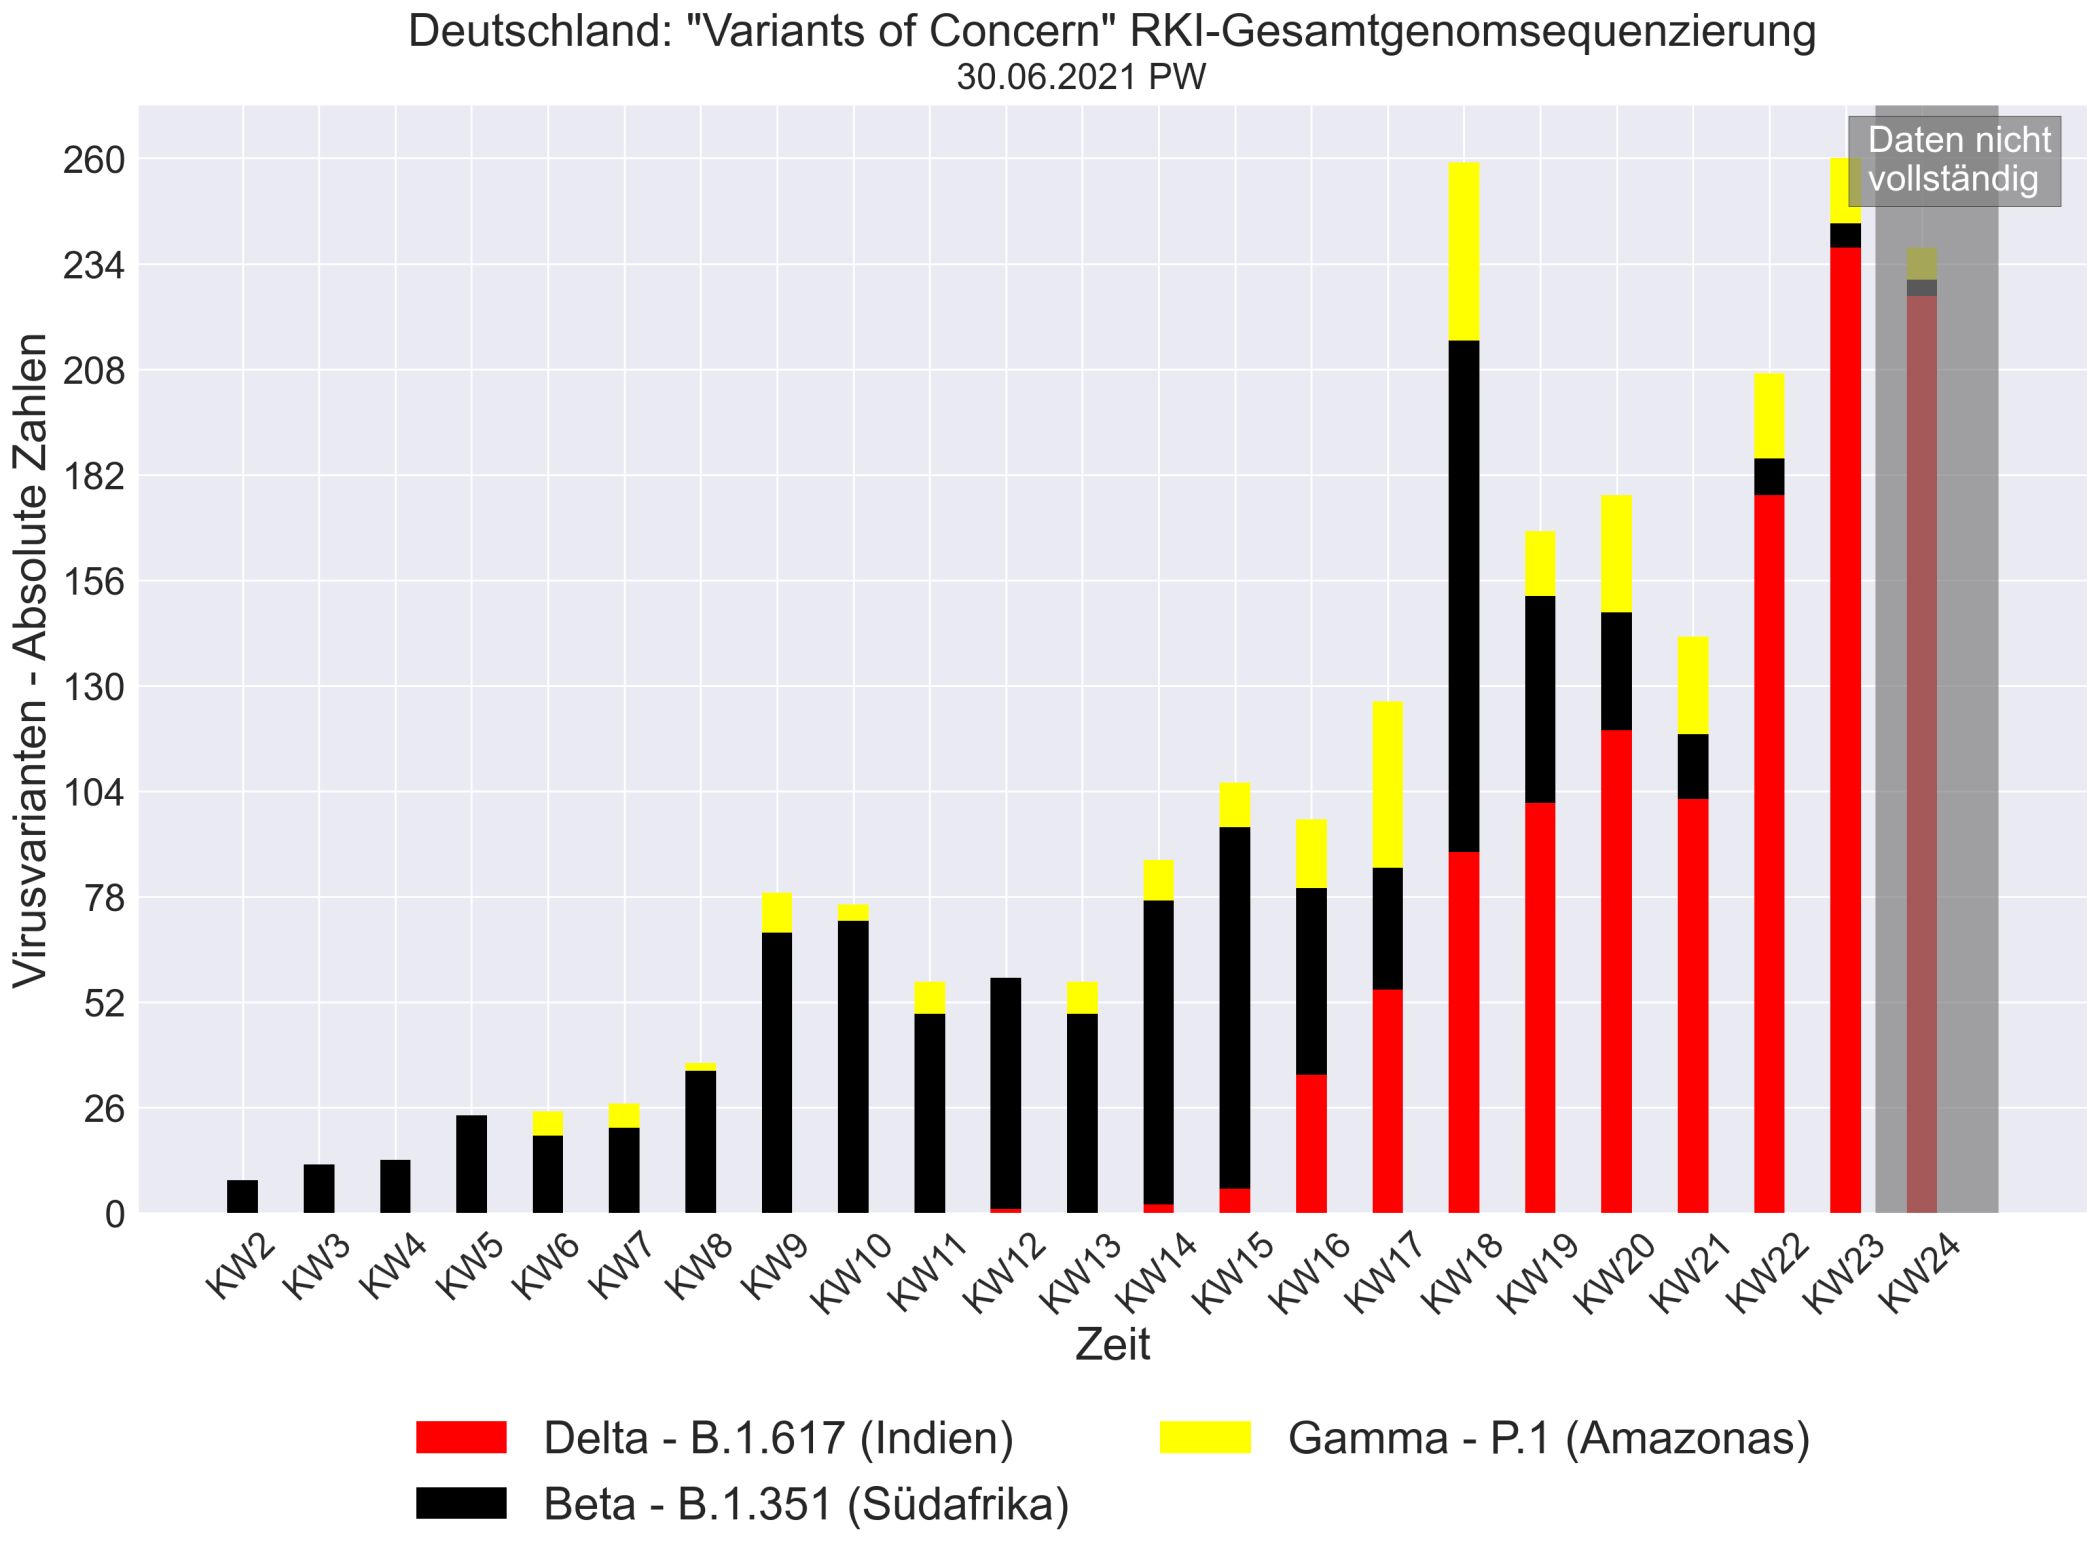 Deutschland: "Variants of Concern" RKI-Gesamtgenomsequenzierung
30.06.2021 PW
Daten nicht
vollständig
Virusvarianten - Absolute Zahlen
260
234
208
182
156
130
104
78
52
26
0
KW2
KW3
KW4
KW5
KW6
KW7
KW8
KW9
KW10
KW11
KW12
KW13
KW14
KW15
KW16
KW17
KW18
KW19
KW20
KW21
KW22
KW23
KW24
Zeit
Delta - B.1.617 (Indien)
Beta - B.1.351 (Südafrika)
Gamma - P.1 (Amazonas)